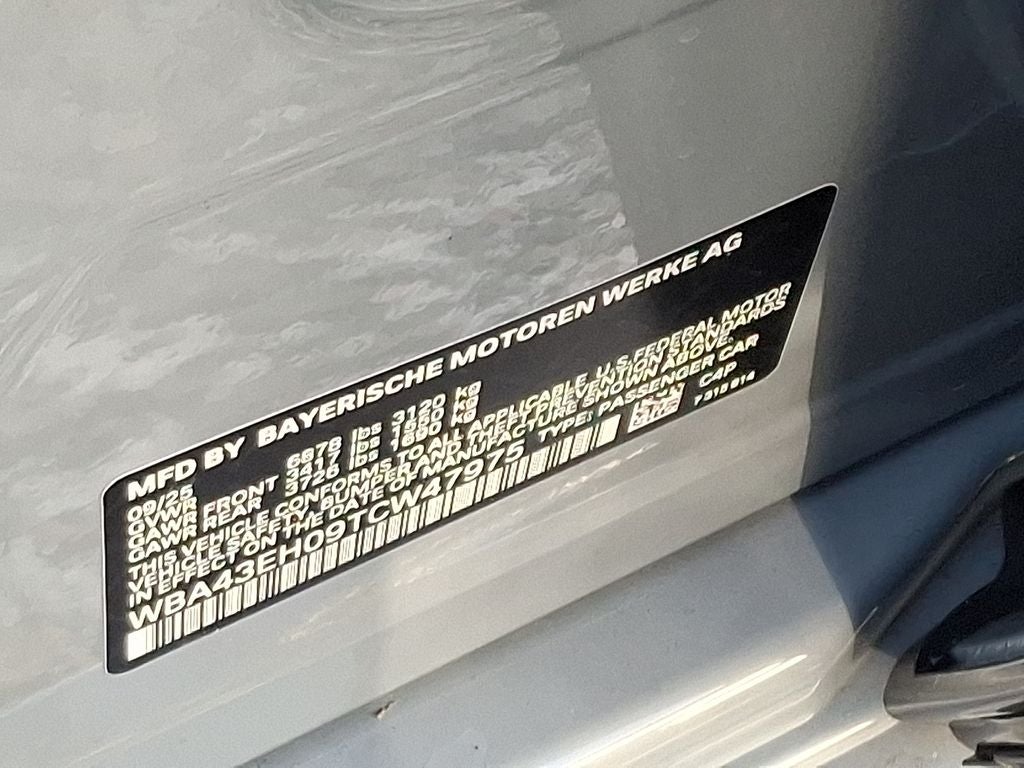 MFD BY BAYERISCHE MOTOREN WERKE AG
09/25
GVWR 6878 lbs 3120 kg
GAWR FRONT 3417 lbs 1550 kg
GAWR REAR 3726 lbs 1690 kg
THIS VEHICLE CONFORMS TO ALL APPLICABLE U.S. FEDERAL MOTOR
VEHICLE SAFETY, BUMPER, AND THEFT PREVENTION STANDARDS
IN EFFECT ON THE DATE OF MANUFACTURE SHOWN ABOVE.
WBA43EH09TCW47975 TYPE: PASSENGER CAR
C4P
7315814